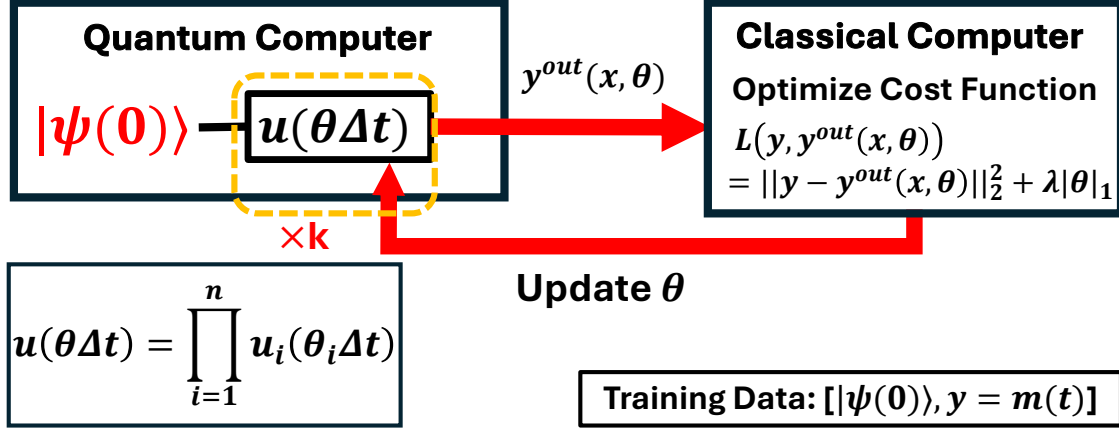 Quantum Computer
|ψ(0)⟩
u(θΔt)
×k
y^{out}(x, θ)
Classical Computer
Optimize Cost Function
L(y, y^{out}(x, θ))
= ||y − y^{out}(x, θ)||_2^2 + λ|θ|_1
Update θ
u(θΔt) = ∏_{i=1}^{n} u_i(θ_iΔt)
Training Data: [|ψ(0)⟩, y = m(t)]